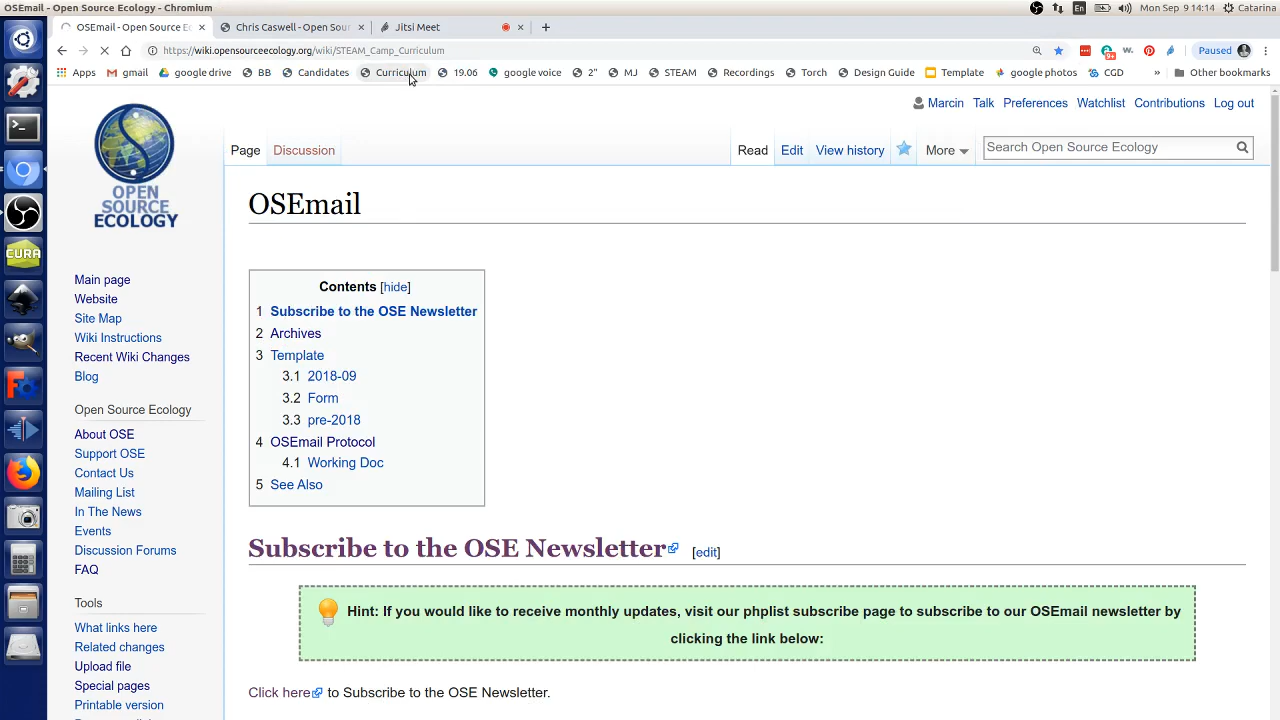 OSEmail - Open Source Ecology - Chromium
En Mon Sep 9 14:14 Catarina
OSEmail - Open Source E
Chris Caswell - Open Sour
Jitsi Meet
https://wiki.opensourceecology.org/wiki/STEAM_Camp_Curriculum
9+
W.
Paused
Apps gmail google drive BB Candidates Curriculum 19.06 google voice 2" MJ STEAM Recordings Torch Design Guide Template google photos CGD » Other bookmarks
Marcin Talk Preferences Watchlist Contributions Log out
Page Discussion Read Edit View history More Search Open Source Ecology
OPEN
SOURCE
ECOLOGY
CURA
OSEmail
Contents [hide]
1 Subscribe to the OSE Newsletter
2 Archives
3 Template
3.1 2018-09
3.2 Form
3.3 pre-2018
4 OSEmail Protocol
4.1 Working Doc
5 See Also
Main page
Website
Site Map
Wiki Instructions
Recent Wiki Changes
Blog
Open Source Ecology
About OSE
Support OSE
Contact Us
Mailing List
In The News
Events
Discussion Forums
FAQ
Tools
What links here
Related changes
Upload file
Special pages
Printable version
Subscribe to the OSE Newsletter [edit]
Hint: If you would like to receive monthly updates, visit our phplist subscribe page to subscribe to our OSEmail newsletter by
clicking the link below:
Click here to Subscribe to the OSE Newsletter.